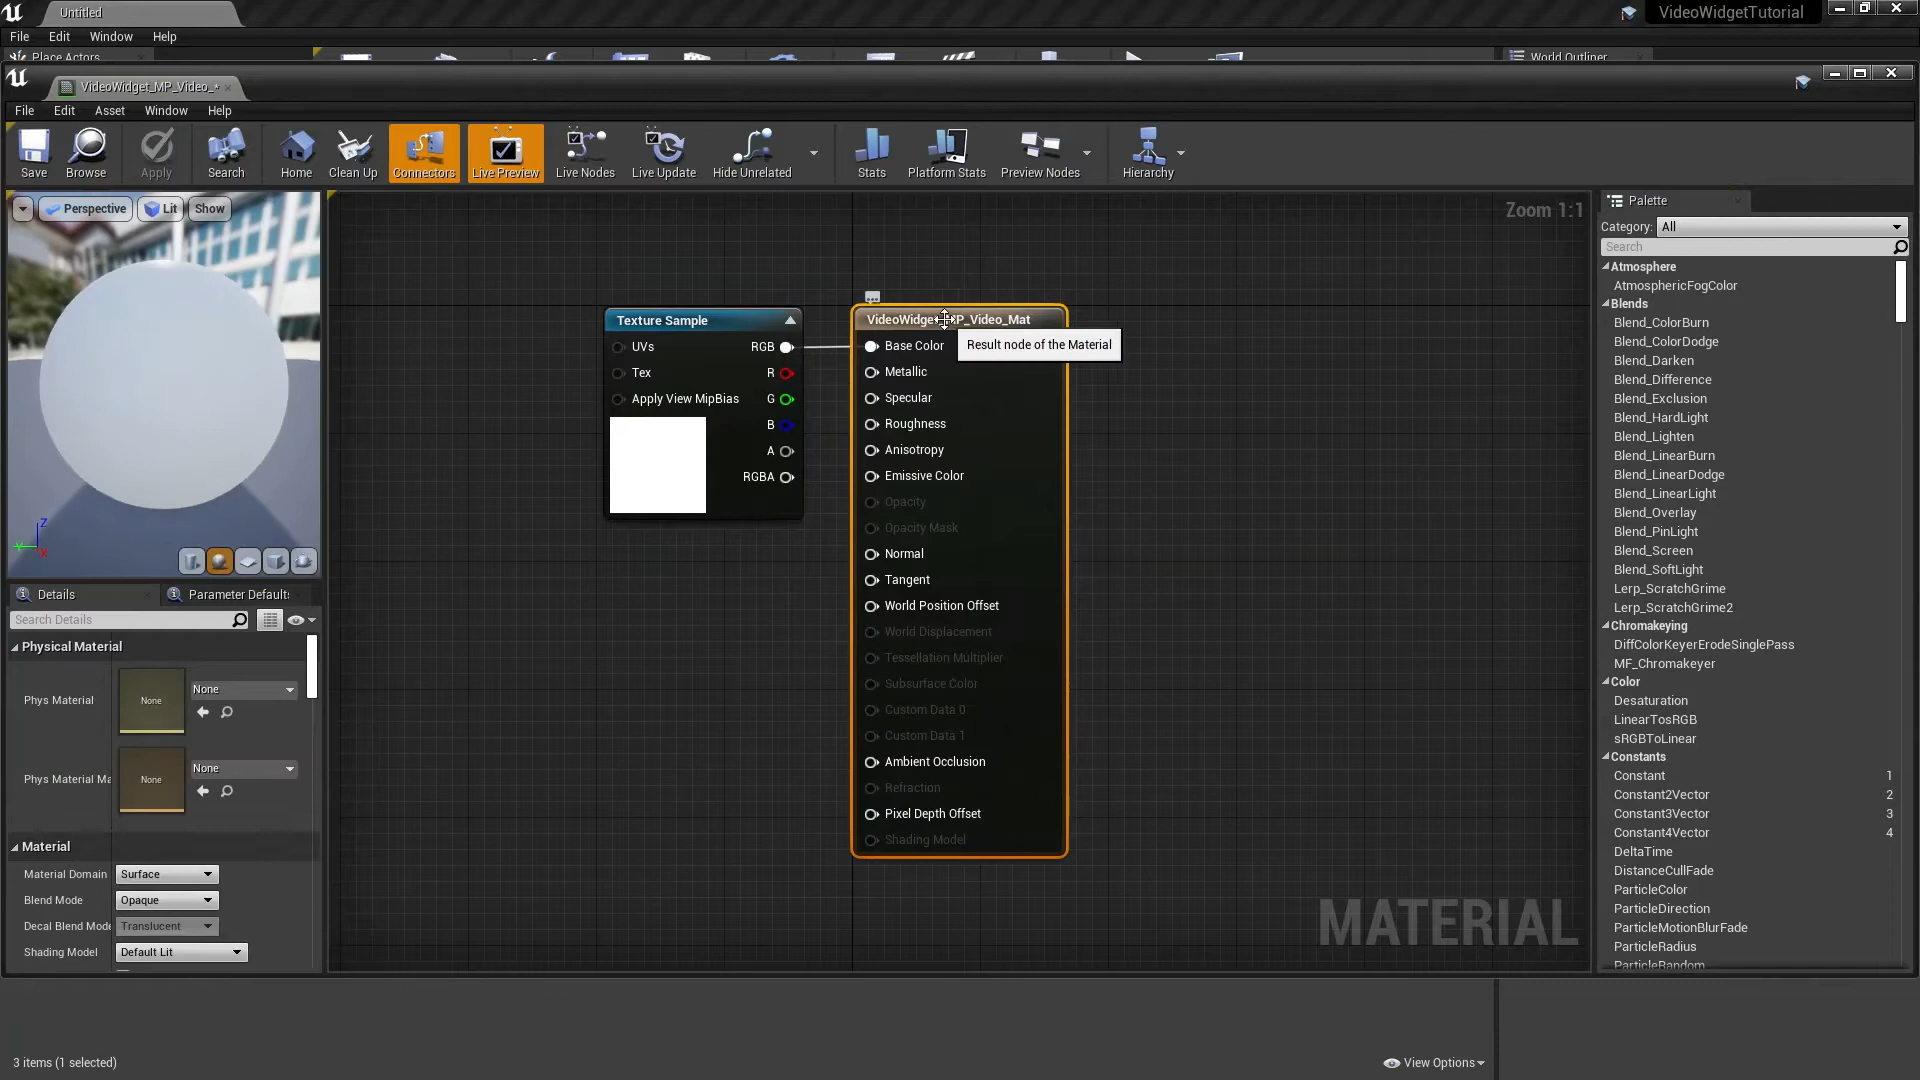 Untitled
VideoWidgetTutorial
File Edit Window Help
Place Actors
World Outliner
VideoWidget_MP_Video_*
File Edit Asset Window Help
Save Browse Apply Search Home Clean Up Connectors Live Preview Live Nodes Live Update Hide Unrelated Stats Platform Stats Preview Nodes Hierarchy
Perspective Lit Show
Zoom 1:1
Texture Sample
UVs RGB
Tex R
Apply View MipBias G
B
A
RGBA
VideoWidget MP_Video_Mat
Result node of the Material
Base Color
Metallic
Specular
Roughness
Anisotropy
Emissive Color
Opacity
Opacity Mask
Normal
Tangent
World Position Offset
World Displacement
Tessellation Multiplier
Subsurface Color
Custom Data 0
Custom Data 1
Ambient Occlusion
Refraction
Pixel Depth Offset
Shading Model
MATERIAL
Z
Details
Parameter Defaults
Search Details
Physical Material
Phys Material None None
Phys Material Ma None None
Material
Material Domain Surface
Blend Mode Opaque
Decal Blend Mode Translucent
Shading Model Default Lit
Palette
Category: All
Search
Atmosphere
AtmosphericFogColor
Blends
Blend_ColorBurn
Blend_ColorDodge
Blend_Darken
Blend_Difference
Blend_Exclusion
Blend_HardLight
Blend_Lighten
Blend_LinearBurn
Blend_LinearDodge
Blend_LinearLight
Blend_Overlay
Blend_PinLight
Blend_Screen
Blend_SoftLight
Lerp_ScratchGrime
Lerp_ScratchGrime2
Chromakeying
DiffColorKeyerErodeSinglePass
MF_Chromakeyer
Color
Desaturation
LinearTosRGB
sRGBToLinear
Constants
Constant 1
Constant2Vector 2
Constant3Vector 3
Constant4Vector 4
DeltaTime
DistanceCullFade
ParticleColor
ParticleDirection
ParticleMotionBlurFade
ParticleRadius
ParticleRandom
3 items (1 selected)
View Options